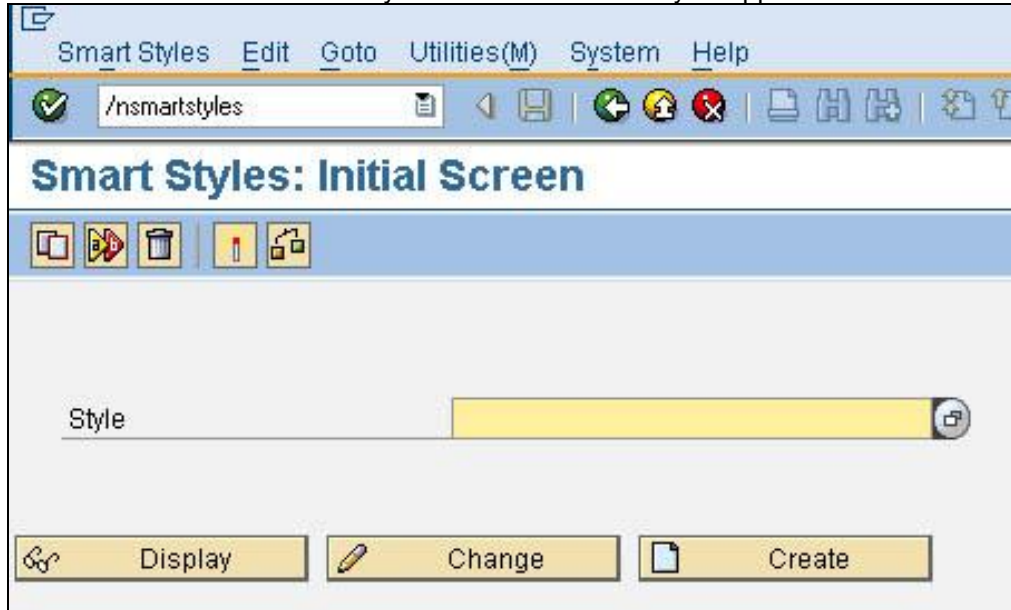 Smart Styles Edit Goto Utilities(M) System Help
/nsmartstyles
Smart Styles: Initial Screen
Style
Display Change Create